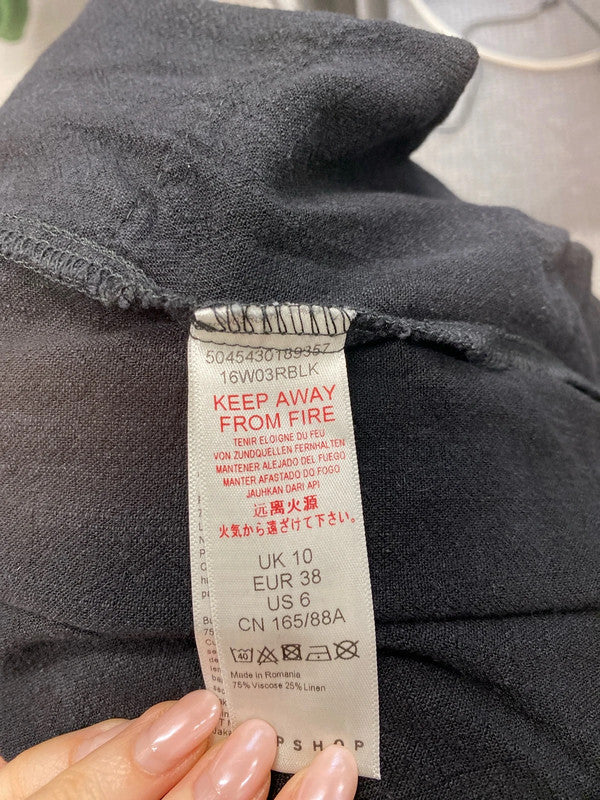 5045430189357
16W03RBLK
KEEP AWAY
FROM FIRE
TENIR ELOIGNE DU FEU
VON ZUNDQUELLEN FERNHALTEN
MANTENER ALEJADO DEL FUEGO
MANTER AFASTADO DO FOGO
JAUHKAN DARI API
远离火源
火気から遠ざけて下さい。
UK 10
EUR 38
US 6
CN 165/88A
40
Made in Romania
75% Viscose 25% Linen
PSHOP